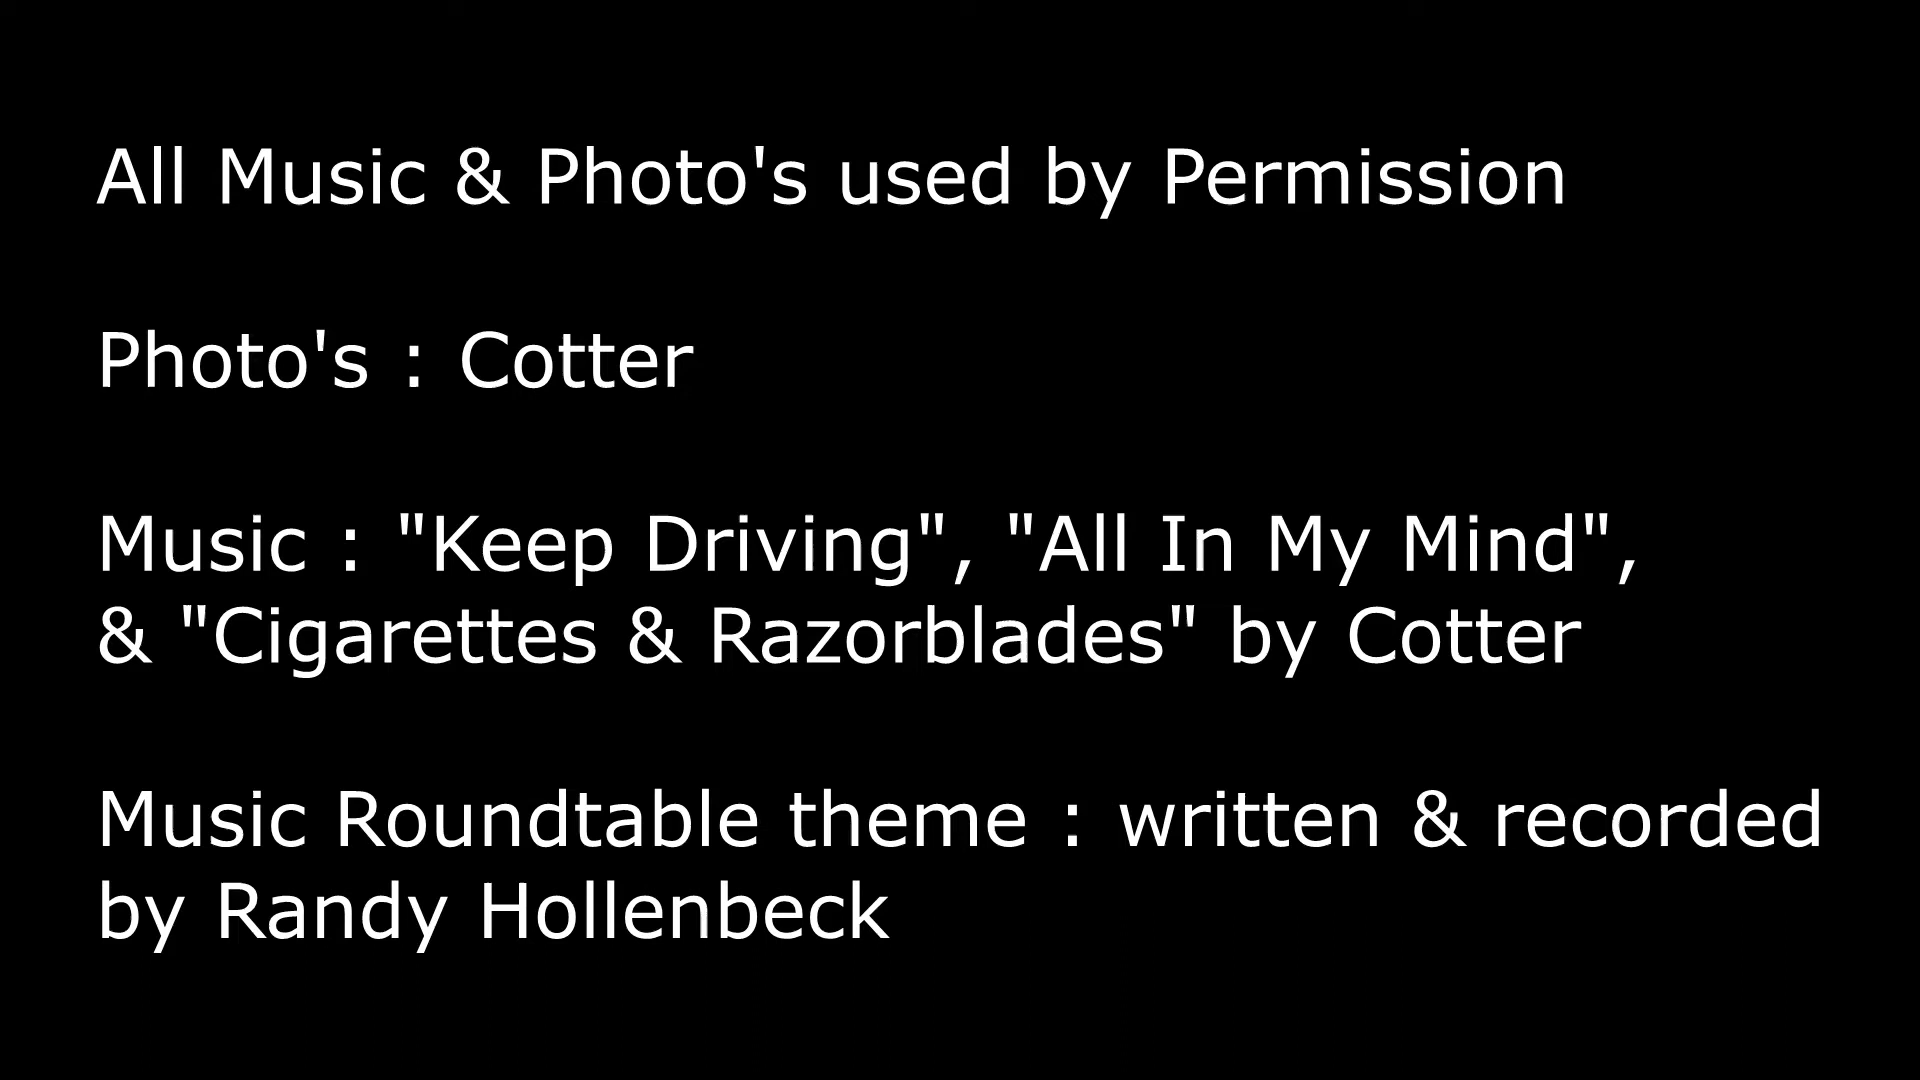 All Music & Photo's used by Permission
Photo's : Cotter
Music : "Keep Driving", "All In My Mind",
& "Cigarettes & Razorblades" by Cotter
Music Roundtable theme : written & recorded
by Randy Hollenbeck